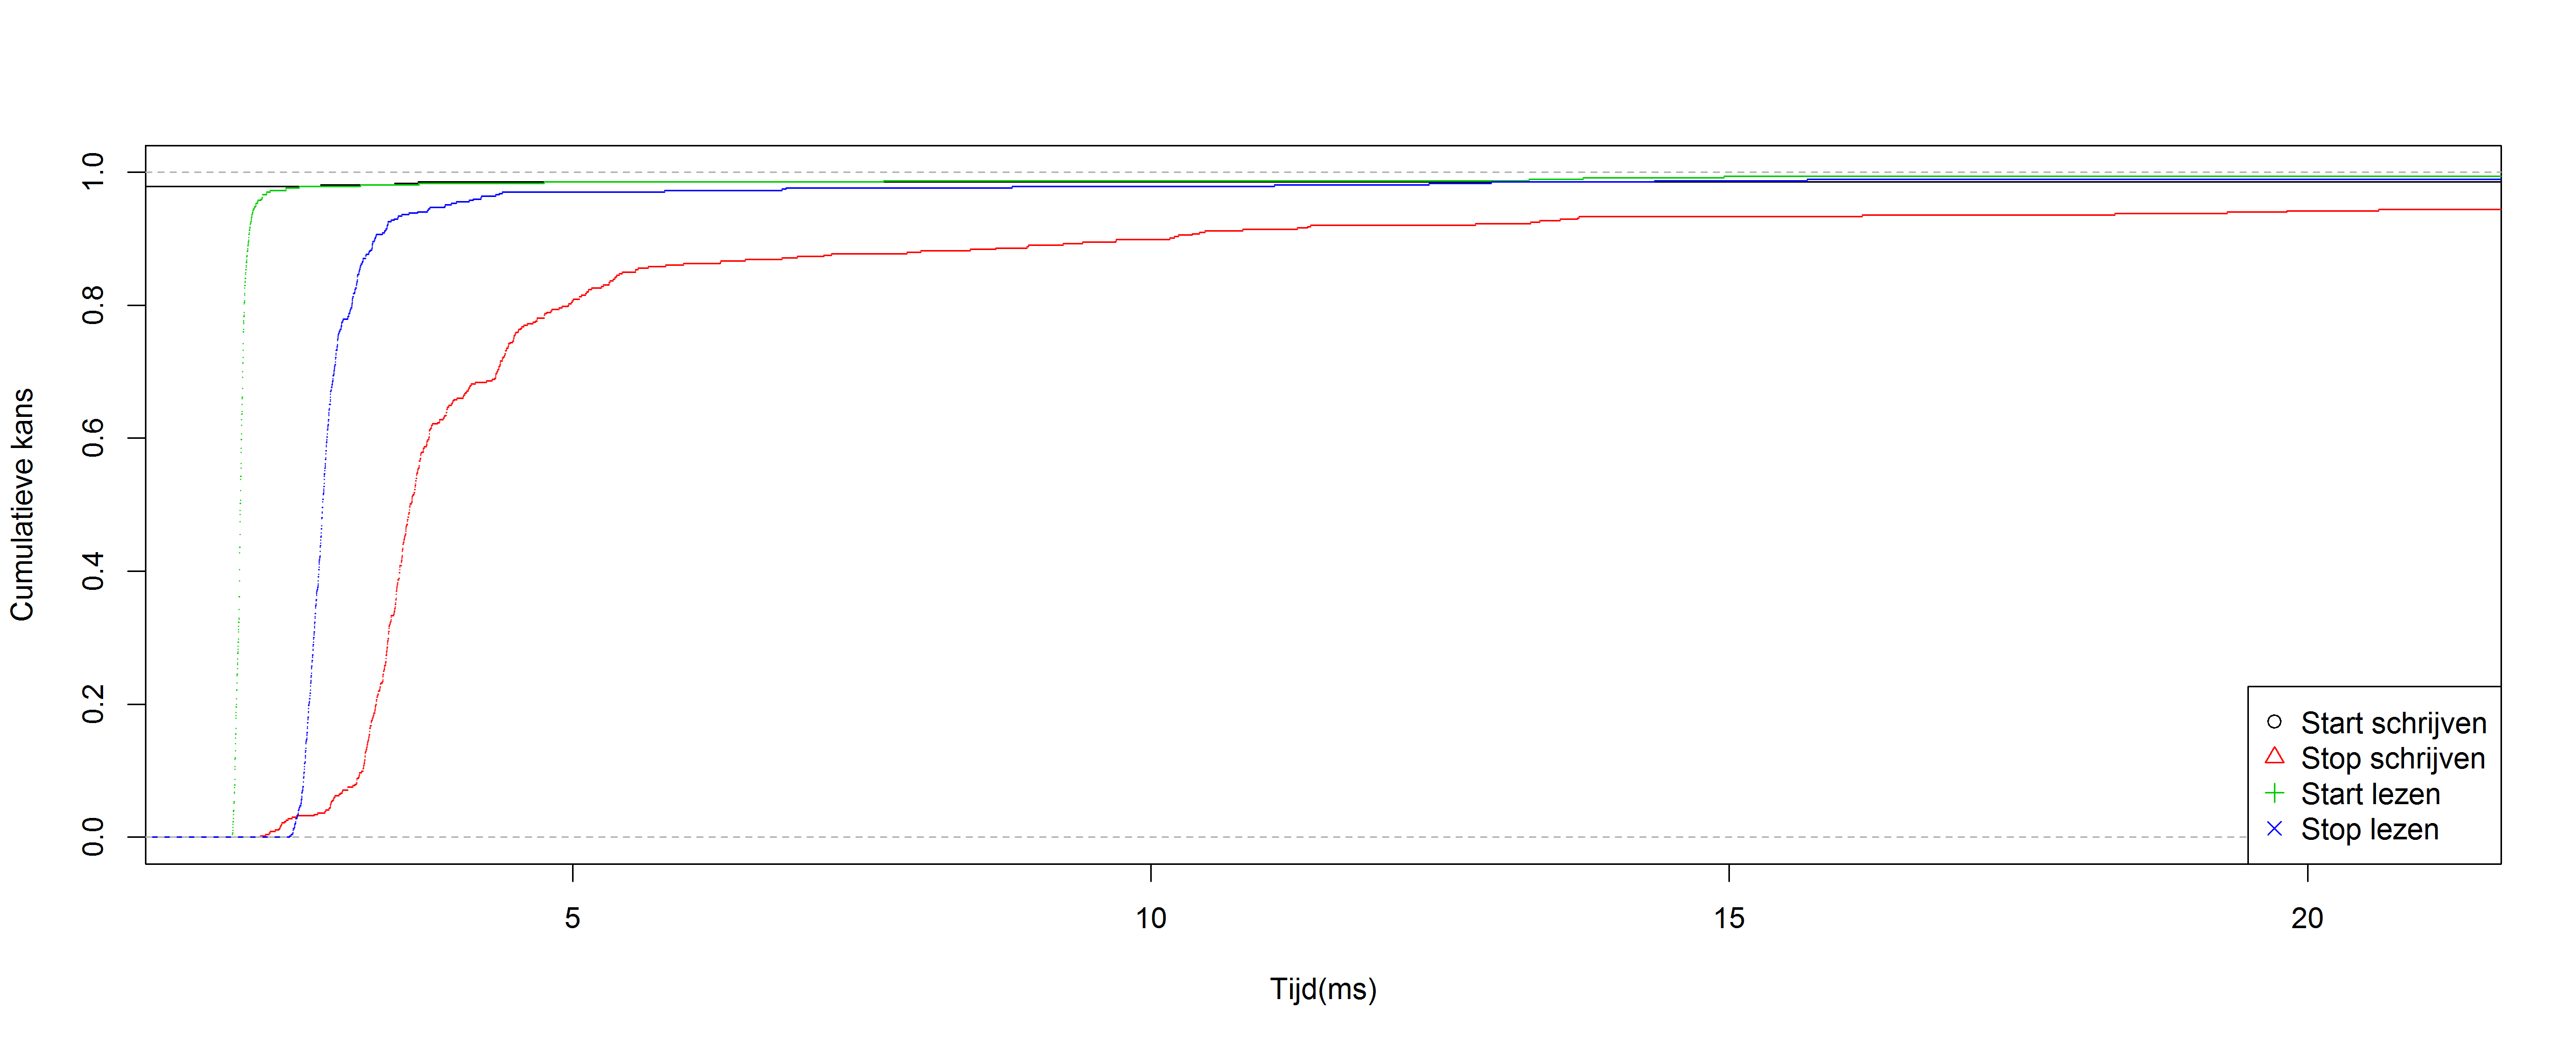 Cumulatieve kans
1.0
0.8
0.6
0.4
0.2
0.0
5 10 15 20
Tijd(ms)
Start schrijven
Stop schrijven
Start lezen
Stop lezen